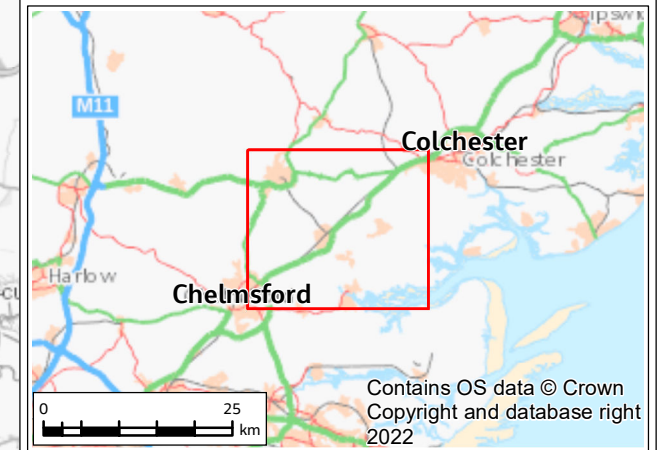 M11
Colchester
Colchester
Harlow
Chelmsford
0 25
km
Contains OS data © Crown
Copyright and database right
2022